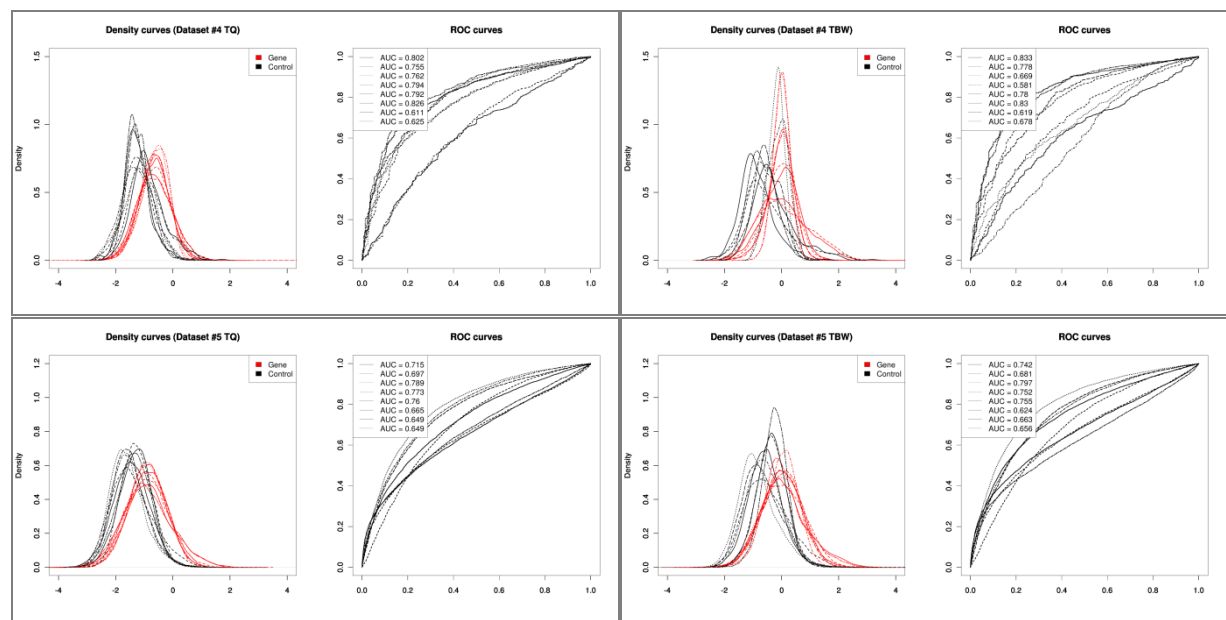 Density curves (Dataset #4 TQ)
Gene
Control
Density
0.0
0.5
1.0
1.5
-4
-2
0
2
4
ROC curves
AUC = 0.802
AUC = 0.755
AUC = 0.762
AUC = 0.794
AUC = 0.792
AUC = 0.826
AUC = 0.611
AUC = 0.625
0.0
0.2
0.4
0.6
0.8
1.0
0.0
0.2
0.4
0.6
0.8
1.0
Density curves (Dataset #4 TBW)
Gene
Control
Density
0.0
0.5
1.0
1.5
-4
-2
0
2
4
ROC curves
AUC = 0.833
AUC = 0.778
AUC = 0.669
AUC = 0.581
AUC = 0.78
AUC = 0.83
AUC = 0.619
AUC = 0.678
0.0
0.2
0.4
0.6
0.8
1.0
0.0
0.2
0.4
0.6
0.8
1.0
Density curves (Dataset #5 TQ)
Gene
Control
Density
0.0
0.2
0.4
0.6
0.8
1.0
1.2
-4
-2
0
2
4
ROC curves
AUC = 0.715
AUC = 0.697
AUC = 0.789
AUC = 0.773
AUC = 0.76
AUC = 0.665
AUC = 0.649
AUC = 0.649
0.0
0.2
0.4
0.6
0.8
1.0
0.0
0.2
0.4
0.6
0.8
1.0
Density curves (Dataset #5 TBW)
Gene
Control
Density
0.0
0.2
0.4
0.6
0.8
1.0
1.2
-4
-2
0
2
4
ROC curves
AUC = 0.742
AUC = 0.681
AUC = 0.797
AUC = 0.752
AUC = 0.755
AUC = 0.624
AUC = 0.663
AUC = 0.656
0.0
0.2
0.4
0.6
0.8
1.0
0.0
0.2
0.4
0.6
0.8
1.0